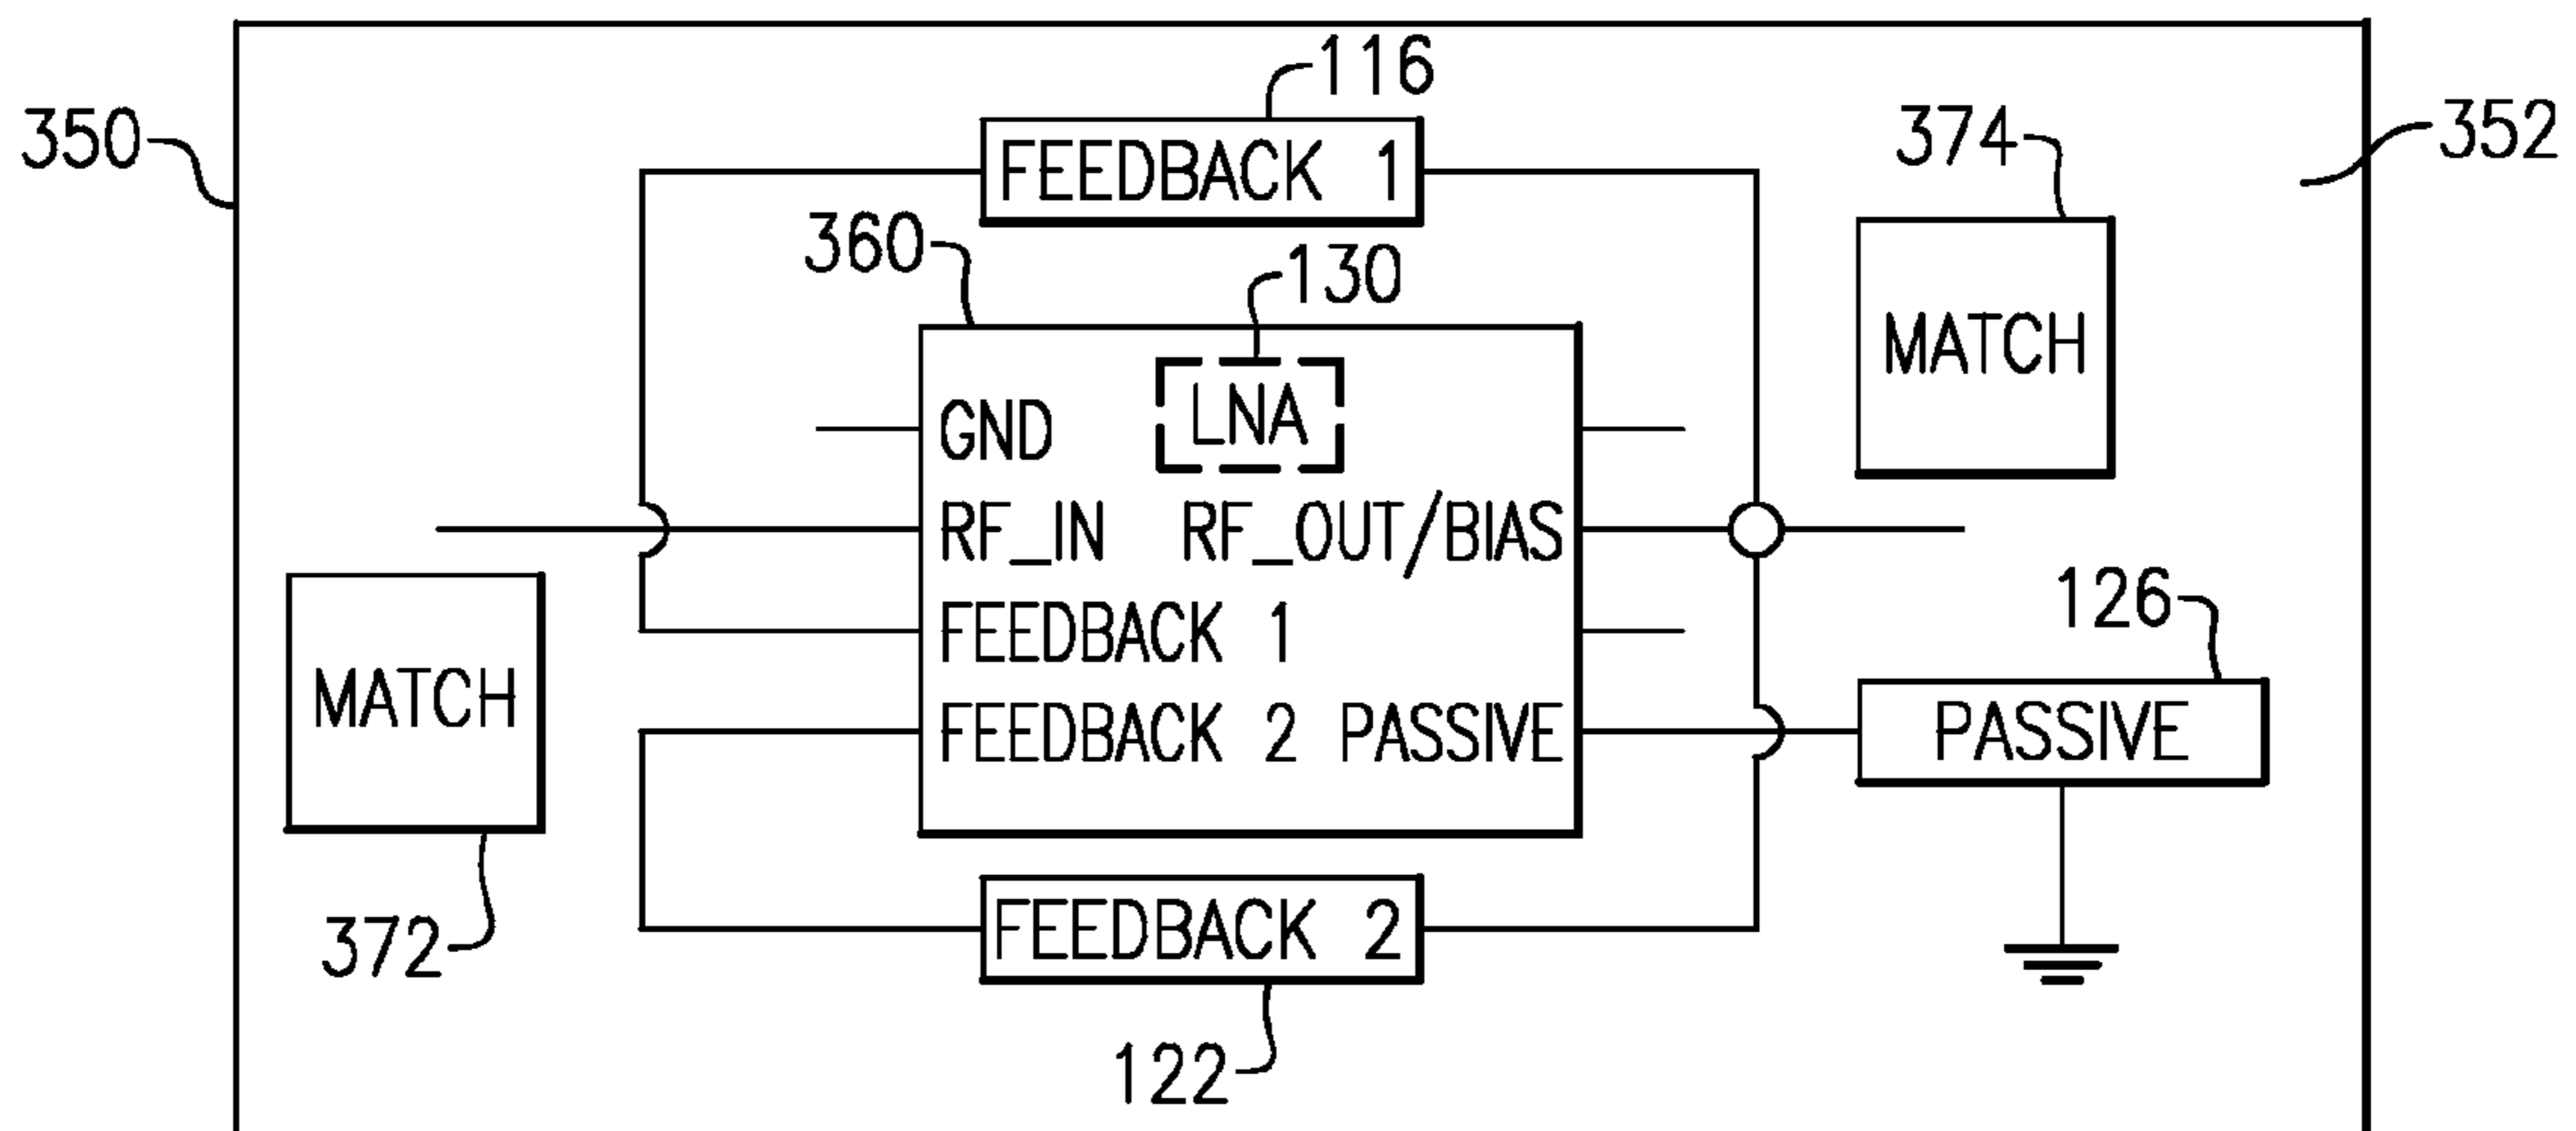 116
350
FEEDBACK 1
374
352
360
130
LNA
MATCH
GND
RF_IN RF_OUT/BIAS
126
FEEDBACK 1
MATCH
FEEDBACK 2 PASSIVE
PASSIVE
372
FEEDBACK 2
122